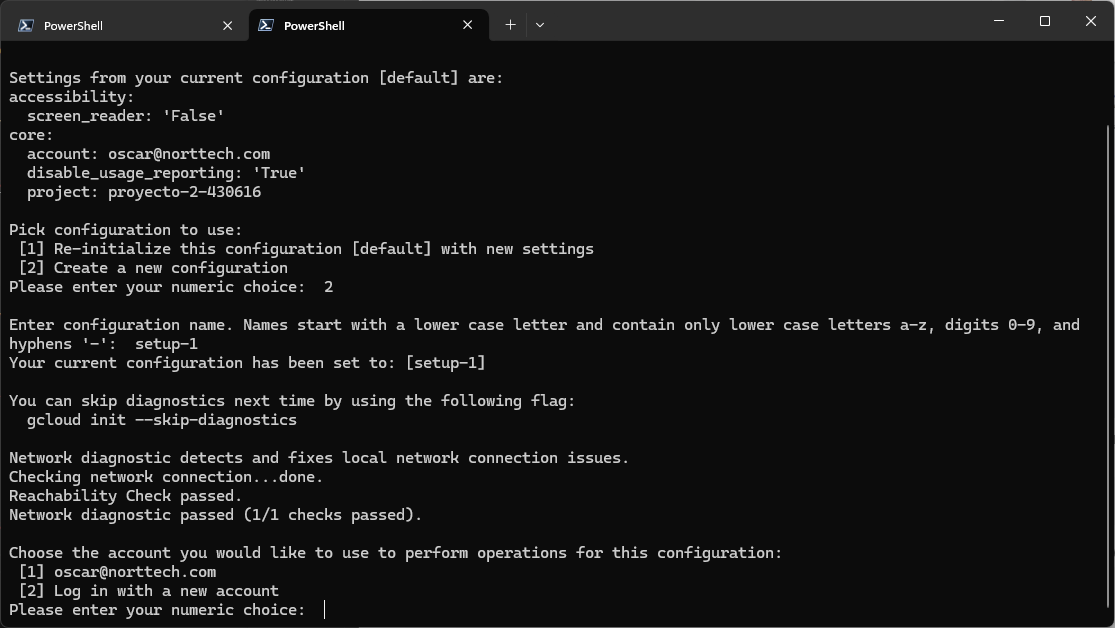 PowerShell
PowerShell
Settings from your current configuration [default] are:
accessibility:
  screen_reader: 'False'
core:
  account: oscar@norttech.com
  disable_usage_reporting: 'True'
  project: proyecto-2-430616

Pick configuration to use:
 [1] Re-initialize this configuration [default] with new settings
 [2] Create a new configuration
Please enter your numeric choice:  2

Enter configuration name. Names start with a lower case letter and contain only lower case letters a-z, digits 0-9, and
hyphens '-':  setup-1
Your current configuration has been set to: [setup-1]

You can skip diagnostics next time by using the following flag:
  gcloud init --skip-diagnostics

Network diagnostic detects and fixes local network connection issues.
Checking network connection...done.
Reachability Check passed.
Network diagnostic passed (1/1 checks passed).

Choose the account you would like to use to perform operations for this configuration:
 [1] oscar@norttech.com
 [2] Log in with a new account
Please enter your numeric choice: